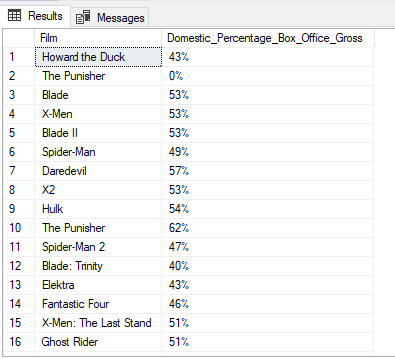 Results Messages
Film Domestic_Percentage_Box_Office_Gross
1 Howard the Duck 43%
2 The Punisher 0%
3 Blade 53%
4 X-Men 53%
5 Blade II 53%
6 Spider-Man 49%
7 Daredevil 57%
8 X2 53%
9 Hulk 54%
10 The Punisher 62%
11 Spider-Man 2 47%
12 Blade: Trinity 40%
13 Elektra 43%
14 Fantastic Four 46%
15 X-Men: The Last Stand 51%
16 Ghost Rider 51%